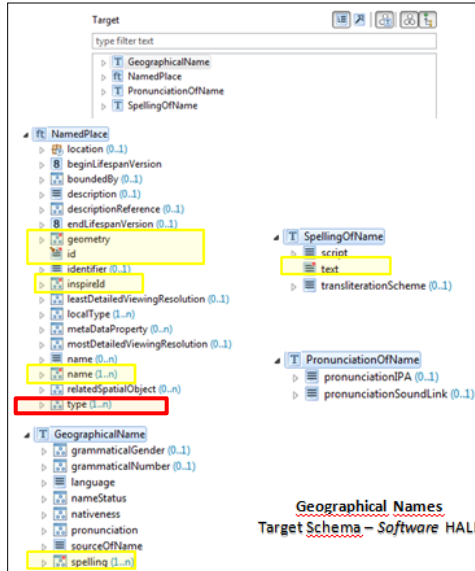 Target
type filter text
T GeographicalName
ft NamedPlace
T PronunciationOfName
T SpellingOfName
ft NamedPlace
location (0..1)
8 beginLifespanVersion
boundedBy (0..1)
description (0..1)
descriptionReference (0..1)
8 endLifespanVersion (0..1)
geometry
id
identifier (0..1)
inspireId
leastDetailedViewingResolution (0..1)
localType (1..n)
metaDataProperty (0..n)
mostDetailedViewingResolution (0..1)
name (0..n)
name (1..n)
relatedSpatialObject (0..n)
type (1..n)
T SpellingOfName
script
text
transliterationScheme (0..1)
T PronunciationOfName
pronunciationIPA (0..1)
pronunciationSoundLink (0..1)
T GeographicalName
grammaticalGender (0..1)
grammaticalNumber (0..1)
language
nameStatus
nativeness
pronunciation
sourceOfName
spelling (1..n)
Geographical Names
Target Schema – Software HALE